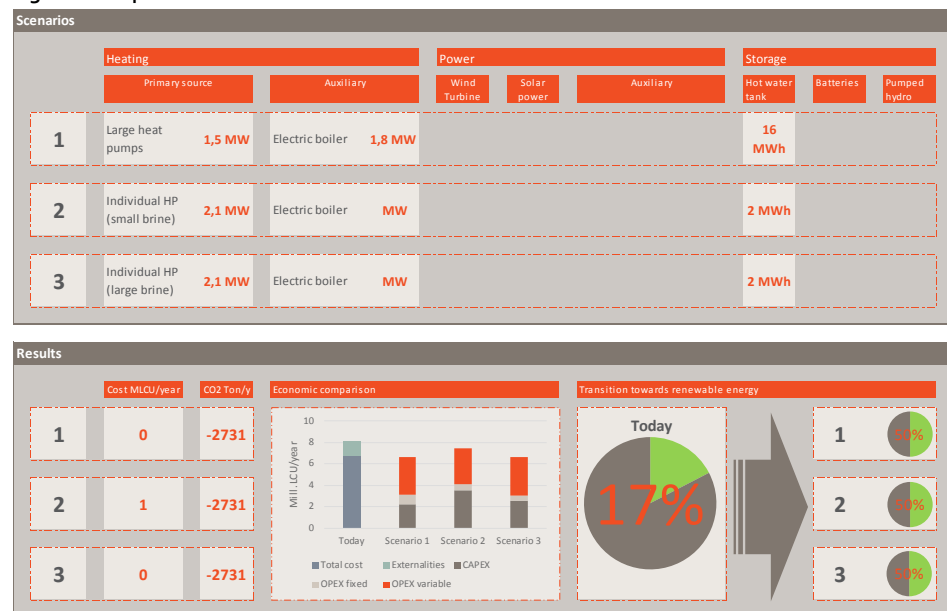 Scenarios
Heating
Power
Storage
Primary source
Auxiliary
Wind
Turbine
Solar
power
Auxiliary
Hot water
tank
Batteries
Pumped
hydro
1
Large heat
pumps
1,5 MW
Electric boiler
1,8 MW
16
MWh
2
Individual HP
(small brine)
2,1 MW
Electric boiler
MW
2 MWh
3
Individual HP
(large brine)
2,1 MW
Electric boiler
MW
2 MWh
Results
Cost MLCU/year
CO2 Ton/y
Economic comparison
Transition towards renewable energy
1
0
-2731
2
1
-2731
3
0
-2731
Mill. LCU/year
10
8
6
4
2
0
Today
Scenario 1
Scenario 2
Scenario 3
Total cost
Externalities
CAPEX
OPEX fixed
OPEX variable
Today
17%
1
50%
2
50%
3
50%